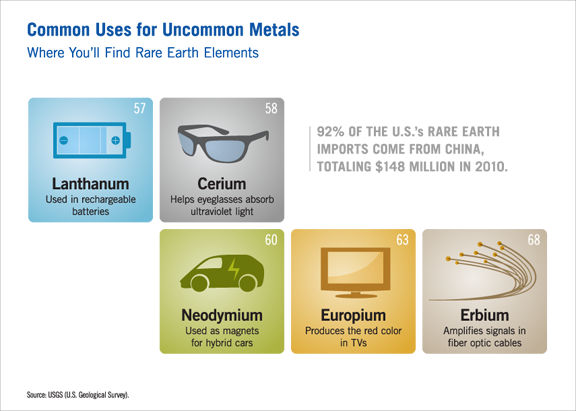 Common Uses for Uncommon Metals
Where You'll Find Rare Earth Elements
57
Lanthanum
Used in rechargeable
batteries
58
Cerium
Helps eyeglasses absorb
ultraviolet light
92% OF THE U.S.'s RARE EARTH
IMPORTS COME FROM CHINA,
TOTALING $148 MILLION IN 2010.
60
Neodymium
Used as magnets
for hybrid cars
63
Europium
Produces the red color
in TVs
68
Erbium
Amplifies signals in
fiber optic cables
Source: USGS (U.S. Geological Survey).